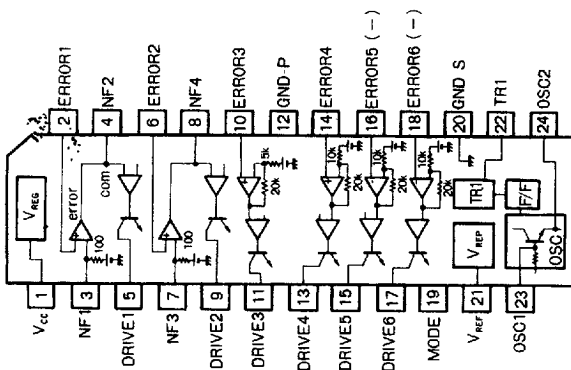 ERROR1
NF2
ERROR2
NF4
ERROR3
GND-P
ERROR4
ERROR5 (-)
ERROR6 (-)
GND S
TR1
OSC2
2
4
6
8
10
12
14
16
18
20
22
24
VREG
error
com
100
100
5k
20k
10k
20k
10k
20k
10k
20k
TR1
F/F
VREP
OSC
1
3
5
7
9
11
13
15
17
19
21
23
Vcc
NF1
DRIVE1
NF3
DRIVE2
DRIVE3
DRIVE4
DRIVE5
DRIVE6
MODE
VREF
OSC1